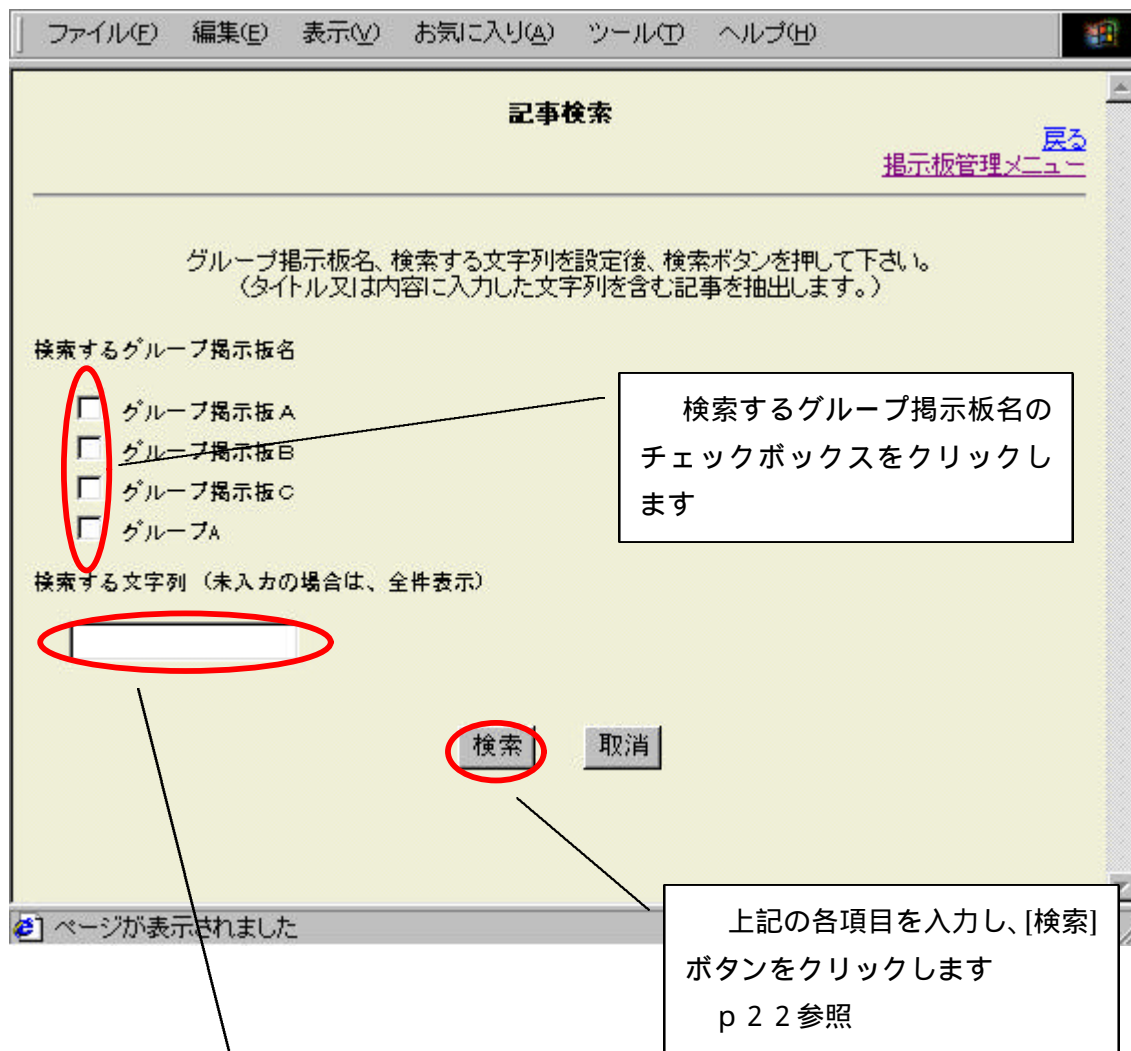 ファイル(F) 編集(E) 表示(V) お気に入り(A) ツール(T) ヘルプ(H)
記事検索
戻る
掲示板管理メニュー
グループ掲示板名、検索する文字列を設定後、検索ボタンを押して下さい。
(タイトル又は内容に入力した文字列を含む記事を抽出します。)
検索するグループ掲示板名
グループ掲示板A
グループ掲示板B
グループ掲示板C
グループA
検索するグループ掲示板名の
チェックボックスをクリックし
ます
検索する文字列 (未入力の場合は、全件表示)
検索 取消
ページが表示されました
上記の各項目を入力し、[検索]
ボタンをクリックします
p22参照